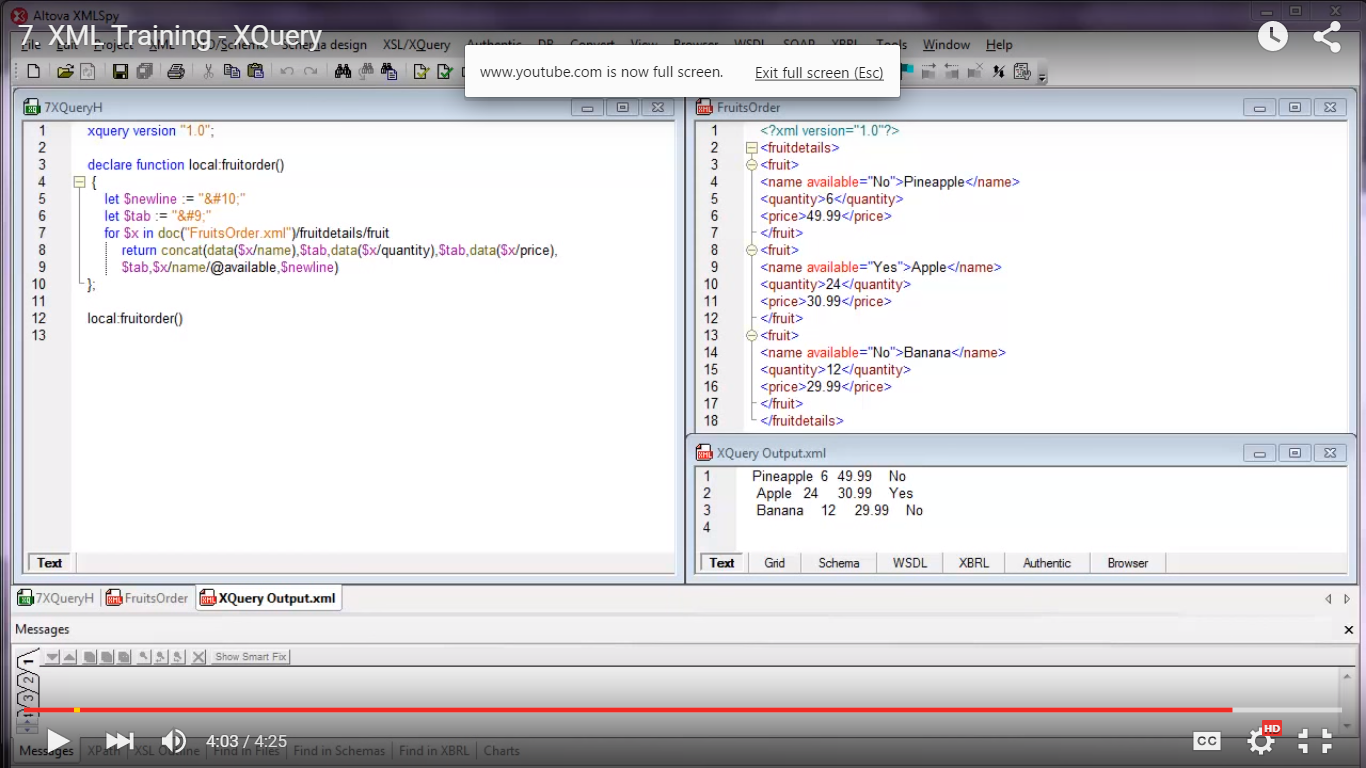 Altova XMLSpy
7. XML Training - XQuery
File Edit Project XML DTD/Schema Schema design XSL/XQuery Authentic DB Convert View Browser WSDL SOAP XBRL Tools Window Help
www.youtube.com is now full screen. Exit full screen (Esc)
7XQueryH
1 xquery version "1.0";
2
3 declare function local:fruitorder()
4 {
5 let $newline := "&#10;"
6 let $tab := "&#9;"
7 for $x in doc("FruitsOrder.xml")/fruitdetails/fruit
8 return concat(data($x/name),$tab,data($x/quantity),$tab,data($x/price),
9 $tab,$x/name/@available,$newline)
10 };
11
12 local:fruitorder()
13
Text
FruitsOrder
1 <?xml version="1.0"?>
2 <fruitdetails>
3 <fruit>
4 <name available="No">Pineapple</name>
5 <quantity>6</quantity>
6 <price>49.99</price>
7 </fruit>
8 <fruit>
9 <name available="Yes">Apple</name>
10 <quantity>24</quantity>
11 <price>30.99</price>
12 </fruit>
13 <fruit>
14 <name available="No">Banana</name>
15 <quantity>12</quantity>
16 <price>29.99</price>
17 </fruit>
18 </fruitdetails>
XQuery Output.xml
1 Pineapple 6 49.99 No
2 Apple 24 30.99 Yes
3 Banana 12 29.99 No
4
Text Grid Schema WSDL XBRL Authentic Browser
7XQueryH FruitsOrder XQuery Output.xml
Messages
Show Smart Fix
1
2
3
4:03 / 4:25
CC HD
Messages XPath XSL Outline Find in Files Find in Schemas Find in XBRL Charts